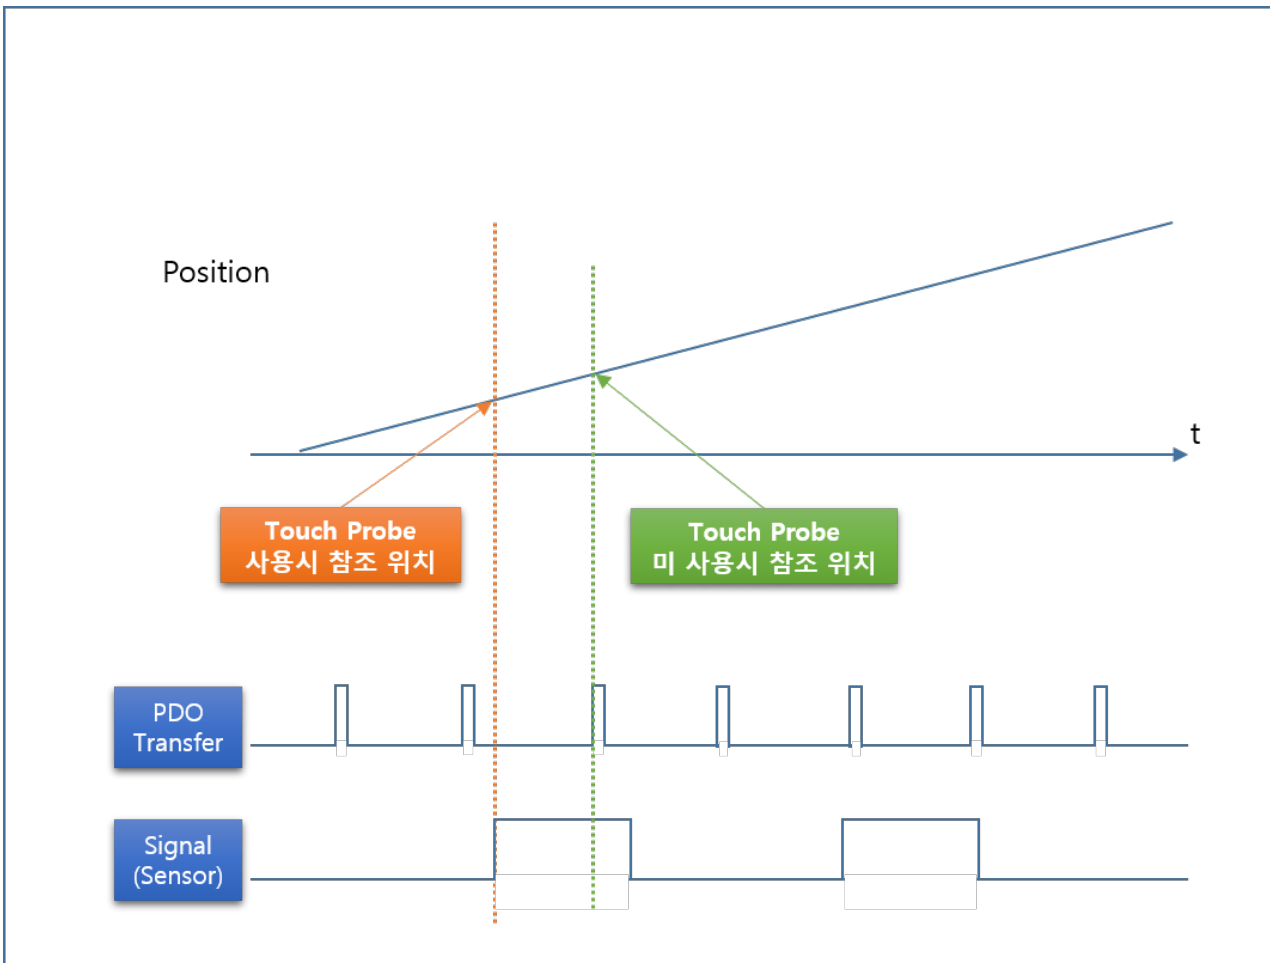 Position
t
Touch Probe
사용시 참조 위치
Touch Probe
미 사용시 참조 위치
PDO
Transfer
Signal
(Sensor)